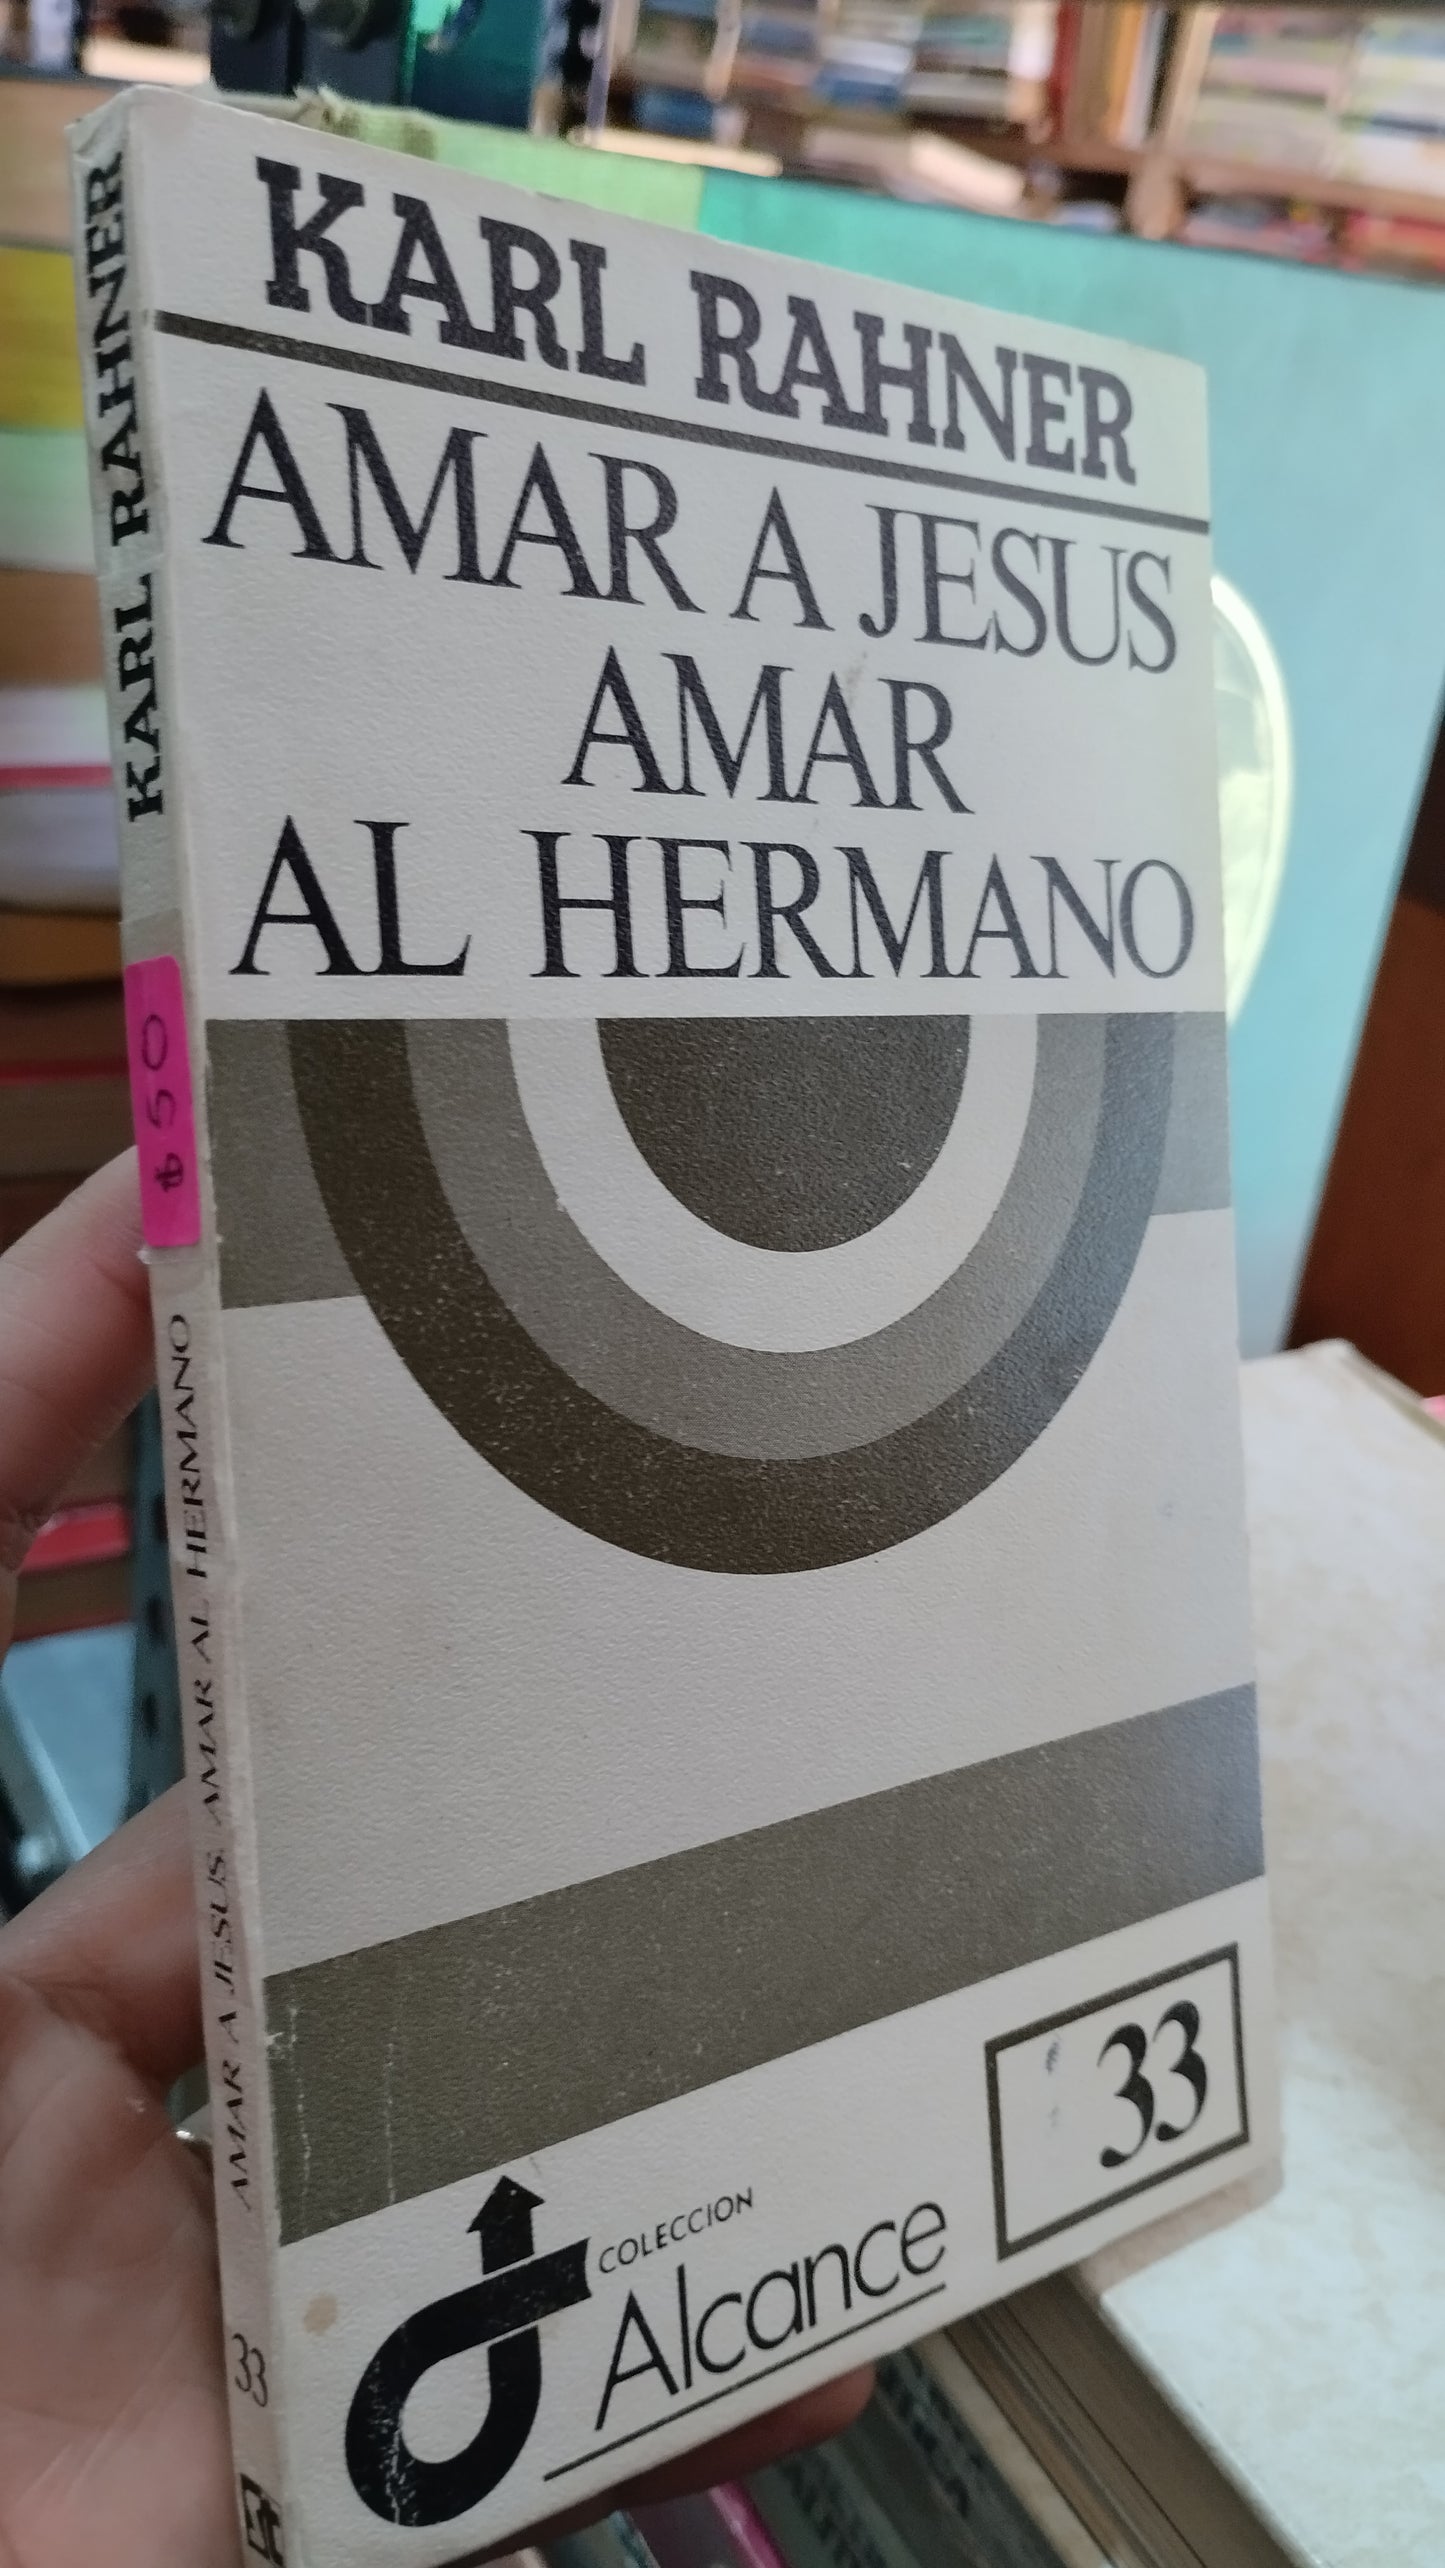 KARL RAHNER
AMAR A JESUS
AMAR
AL HERMANO
33
COLECCION
Alcance
KARL RAHNER
$50
AMAR A JESUS. AMAR AL HERMANO
33
st